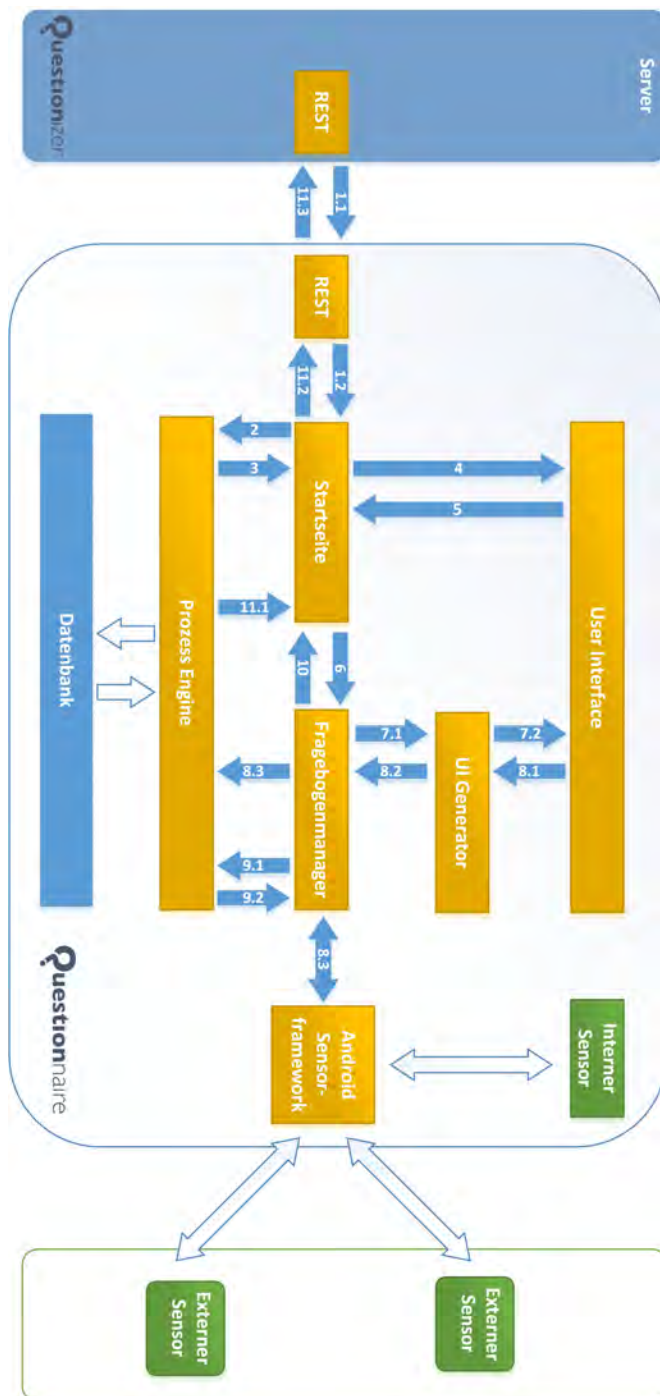 Server
REST
Questionizer
1.1
11.3
REST
1.2
11.2
User Interface
4
5
7.2
8.1
UI Generator
7.1
8.2
Startseite
6
10
Fragebogenmanager
2
3
11.1
8.3
9.1
9.2
Prozess Engine
Datenbank
8.3
Interner
Sensor
Android
Sensor-
framework
Questionnaire
Externer
Sensor
Externer
Sensor